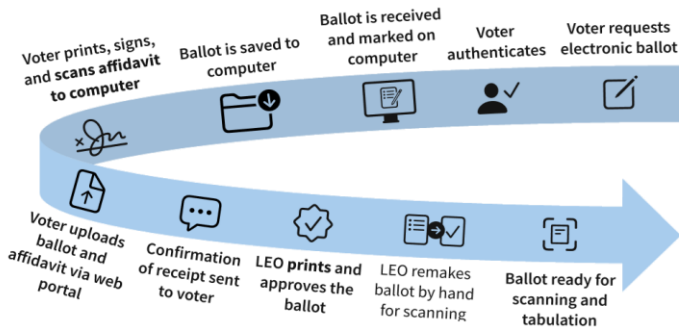 Voter requests
electronic ballot
Voter
authenticates
Ballot is received
and marked on
computer
Ballot is saved to
computer
Voter prints, signs,
and scans affidavit
to computer
Voter uploads
ballot and
affidavit via web
portal
Confirmation
of receipt sent
to voter
LEO prints and
approves the
ballot
LEO remakes
ballot by hand
for scanning
Ballot ready for
scanning and
tabulation